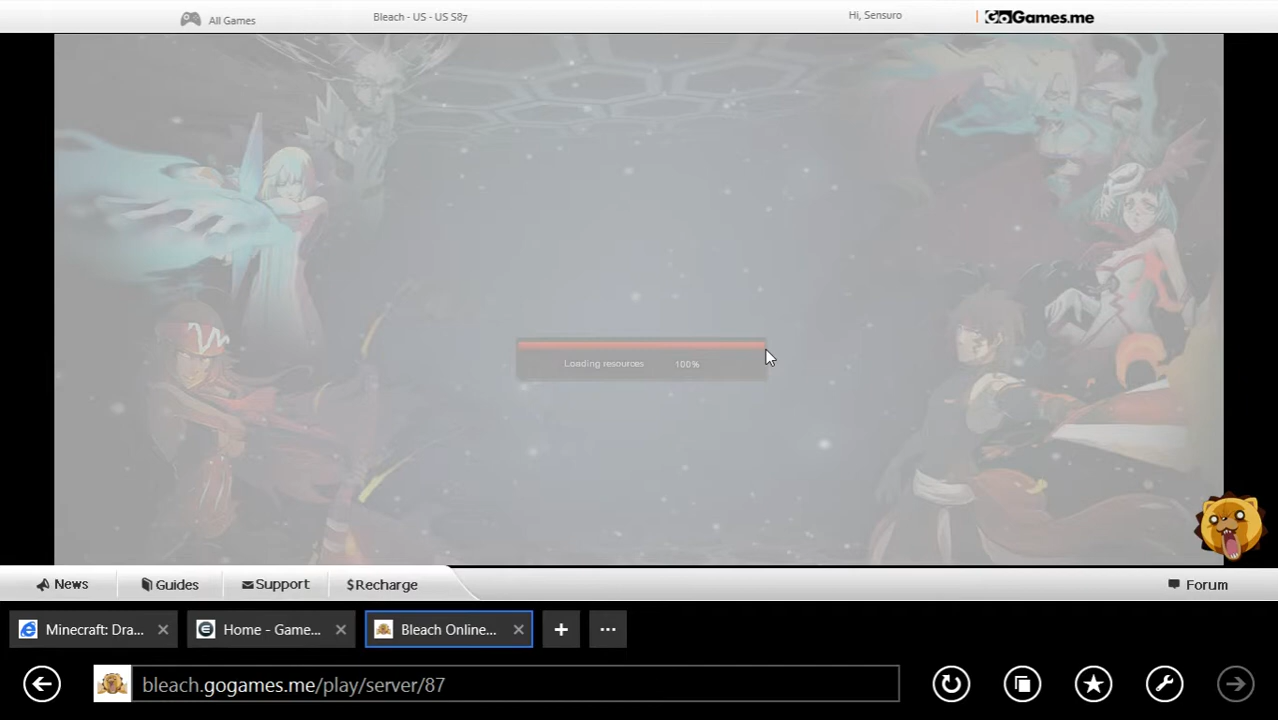 All Games
Bleach - US - US S87
Hi, Sensuro
GoGames.me
Loading resources 100%
News
Guides
Support
$Recharge
Forum
Minecraft: Dra...
Home - Game...
Bleach Online...
bleach.gogames.me/play/server/87